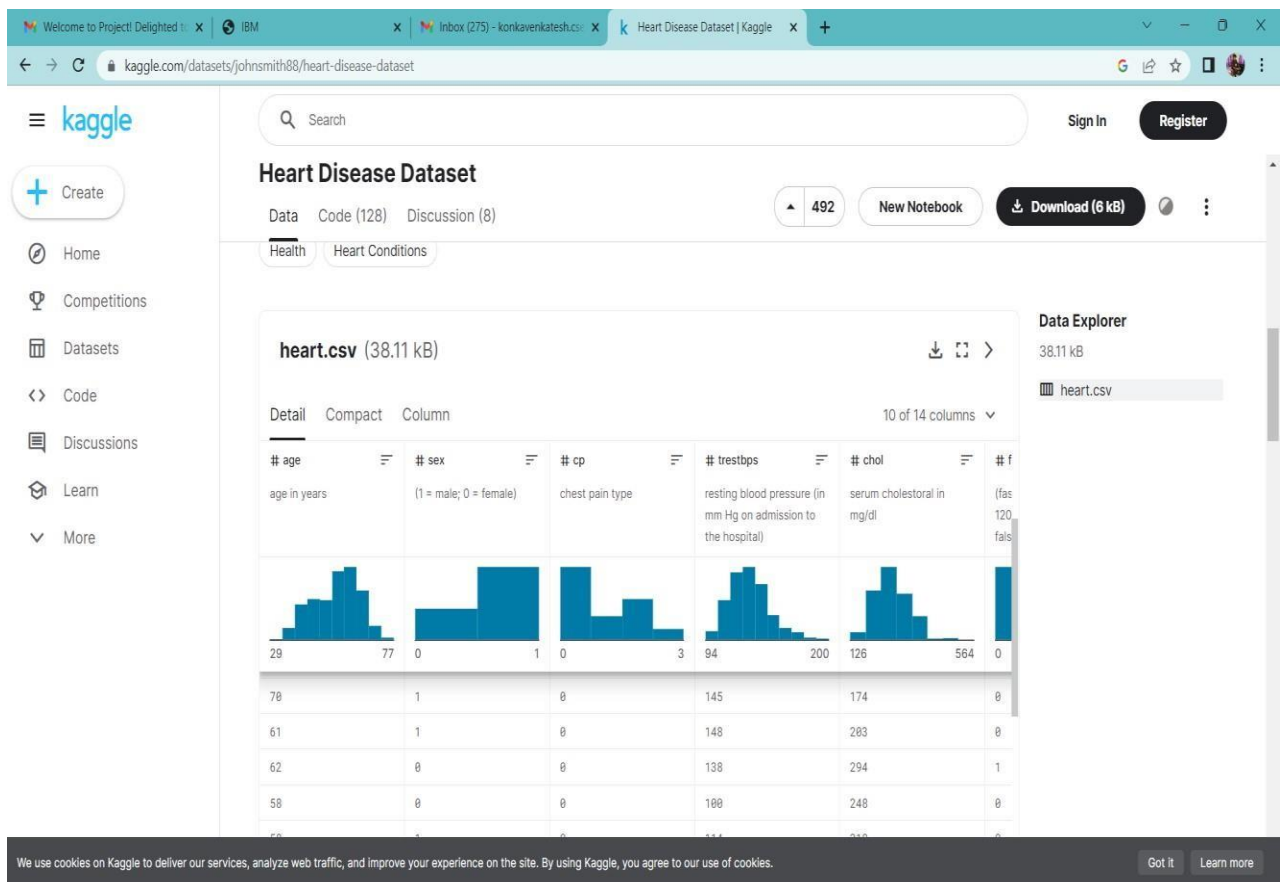 Welcome to Project! Delighted to
IBM
Inbox (275) - konkavenkatesh.cse
Heart Disease Dataset | Kaggle
kaggle.com/datasets/johnsmith88/heart-disease-dataset
kaggle
Search
Sign In
Register
Heart Disease Dataset
Create
Data Code (128) Discussion (8)
492
New Notebook
Download (6 kB)
Health Heart Conditions
Home
Competitions
Datasets
Code
Discussions
Learn
More
heart.csv (38.11 kB)
Data Explorer
38.11 kB
heart.csv
Detail Compact Column
10 of 14 columns
# age # sex # cp # trestbps # chol # f
age in years (1 = male; 0 = female) chest pain type resting blood pressure (in serum cholestoral in (fas
mm Hg on admission to mg/dl 120
the hospital) fals
29 77 0 1 0 3 94 200 126 564 0
70 1 0 145 174 0
61 1 0 148 203 0
62 0 0 138 294 1
58 0 0 100 248 0
We use cookies on Kaggle to deliver our services, analyze web traffic, and improve your experience on the site. By using Kaggle, you agree to our use of cookies.
Got it
Learn more